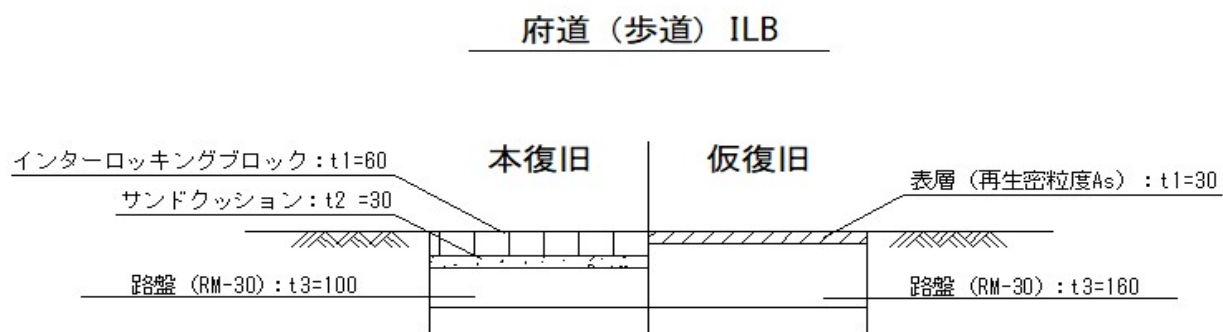 府道（歩道）ILB
本復旧
仮復旧
インターロッキングブロック：t1=60
サンドクッション：t2 =30
路盤（RM-30）：t3=100
表層（再生密粒度As）：t1=30
路盤（RM-30）：t3=160